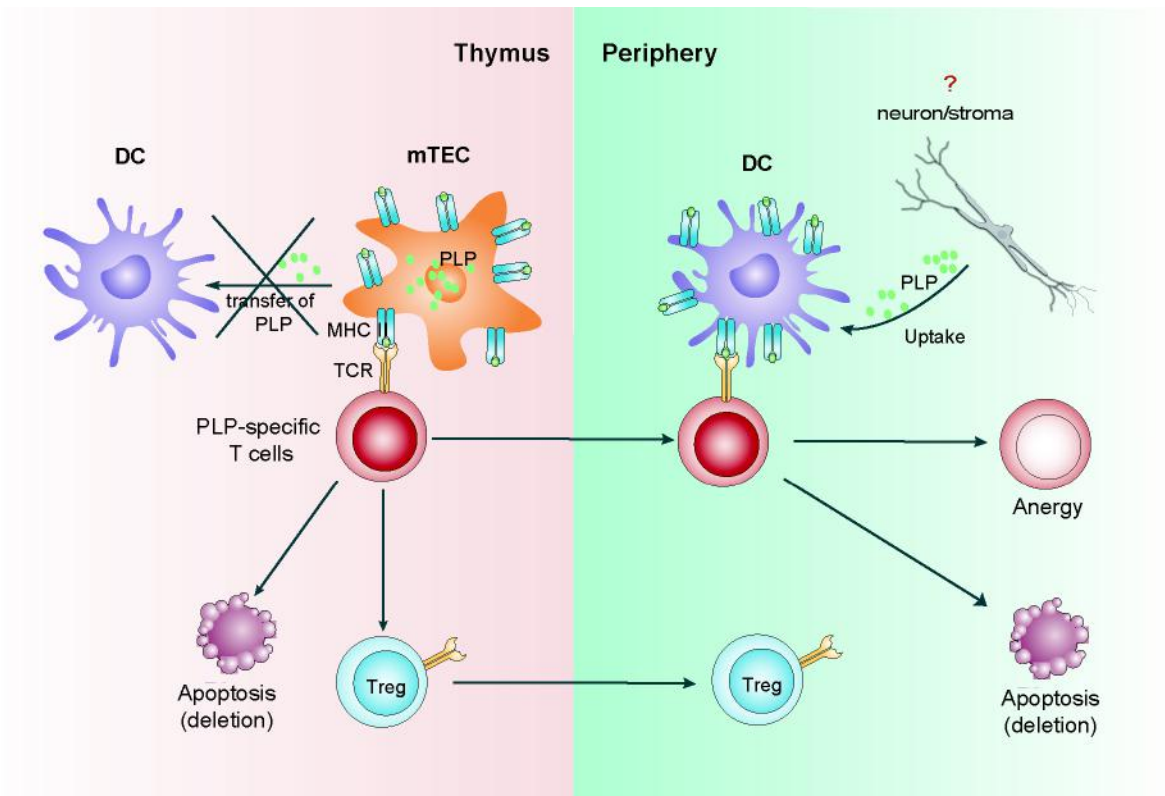 Thymus
Periphery
?
neuron/stroma
DC
mTEC
DC
PLP
transfer of
PLP
PLP
Uptake
MHC II
TCR
PLP-specific
T cells
Anergy
Apoptosis
(deletion)
Treg
Treg
Apoptosis
(deletion)